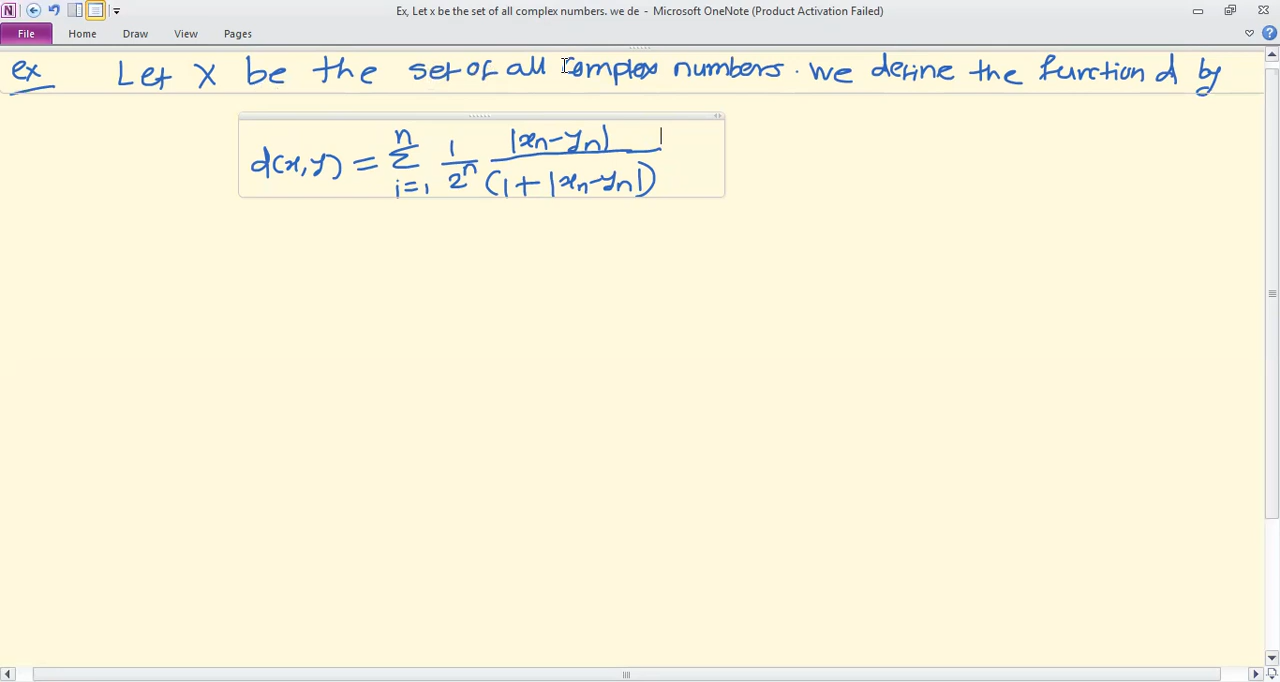 Ex, Let x be the set of all complex numbers. we de - Microsoft OneNote (Product Activation Failed)
File Home Draw View Pages
ex Let X be the set of all complex numbers. we define the function d by
d(x,y) = n∑i=1 1/2^n |xn-yn|/(1+|xn-yn|)